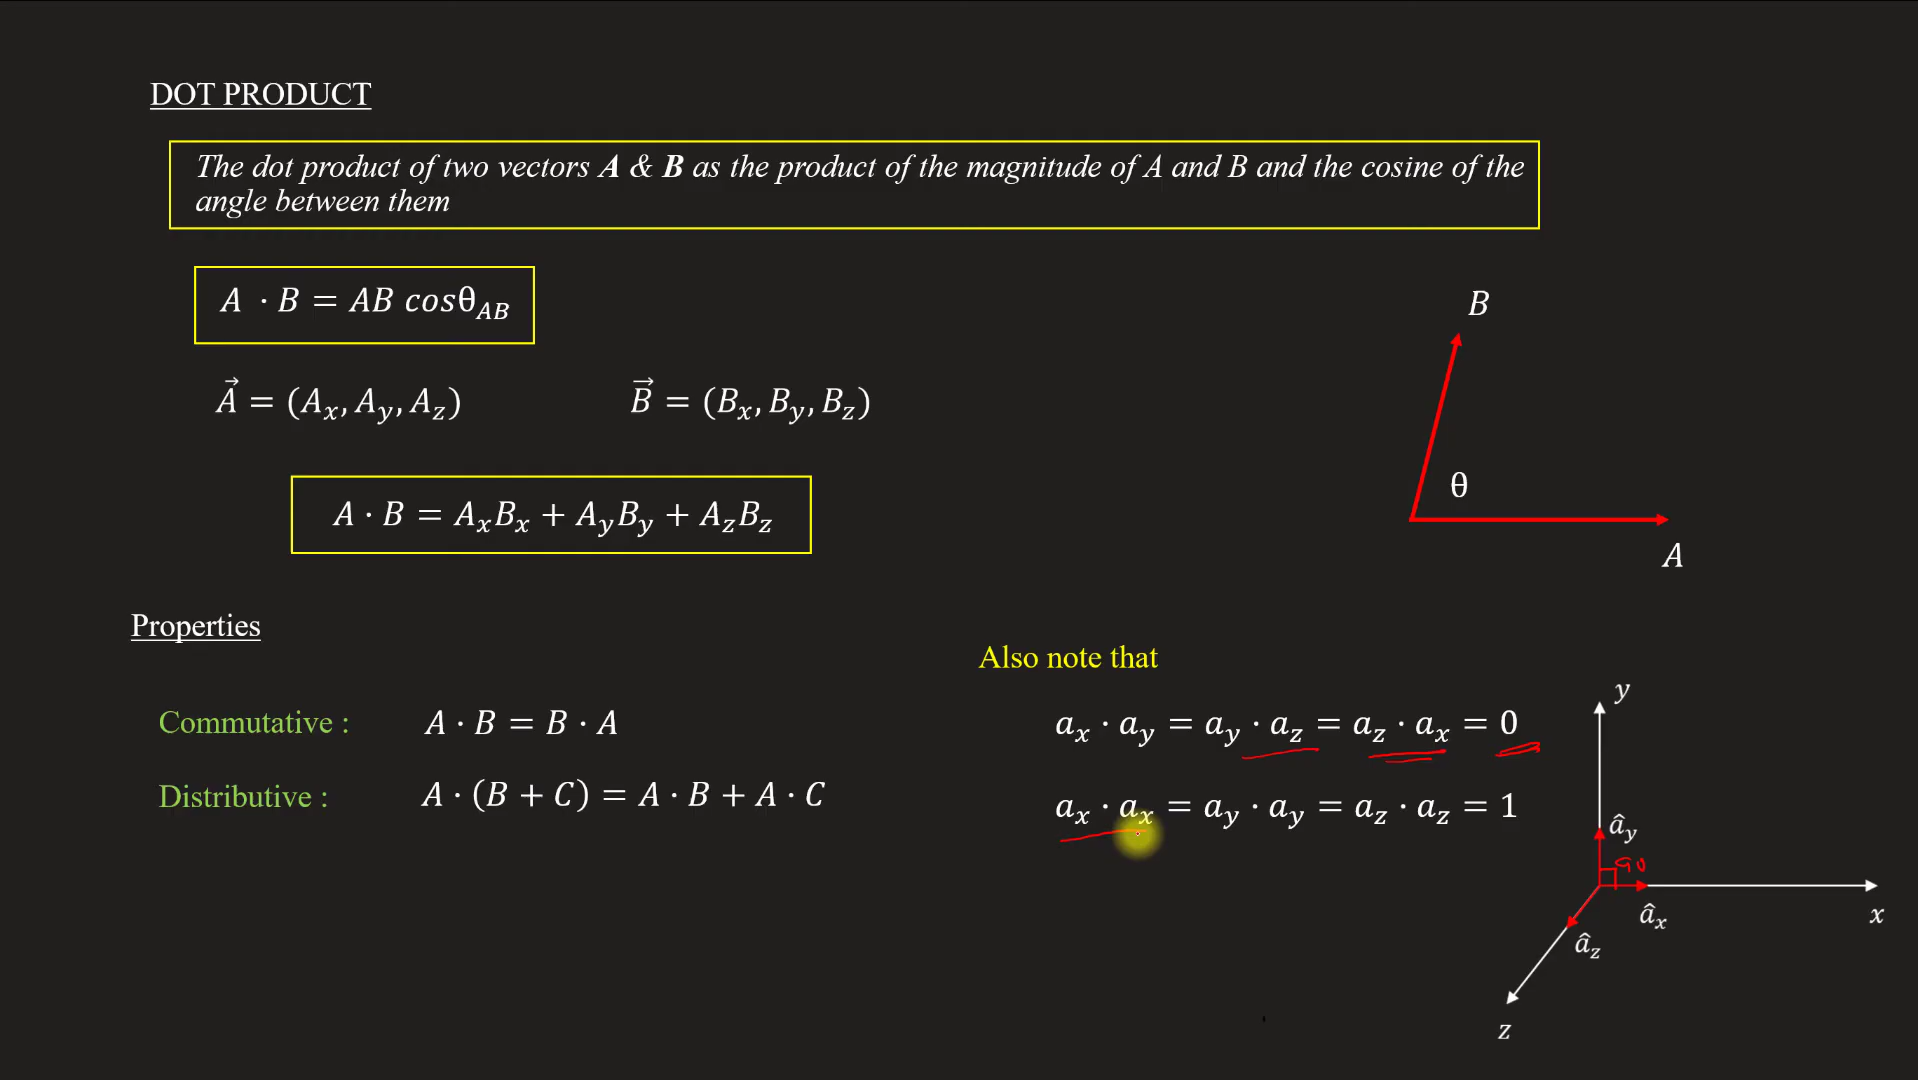 DOT PRODUCT
The dot product of two vectors A & B as the product of the magnitude of A and B and the cosine of the
angle between them
A · B = AB cosθ_AB
B
A⃗ = (A_x, A_y, A_z)
B⃗ = (B_x, B_y, B_z)
θ
A · B = A_xB_x + A_yB_y + A_zB_z
A
Properties
Also note that
Commutative : A · B = B · A
Distributive : A · (B + C) = A · B + A · C
a_x · a_y = a_y · a_z = a_z · a_x = 0
a_x · a_x = a_y · a_y = a_z · a_z = 1
y
â_y
90
â_x
x
â_z
z